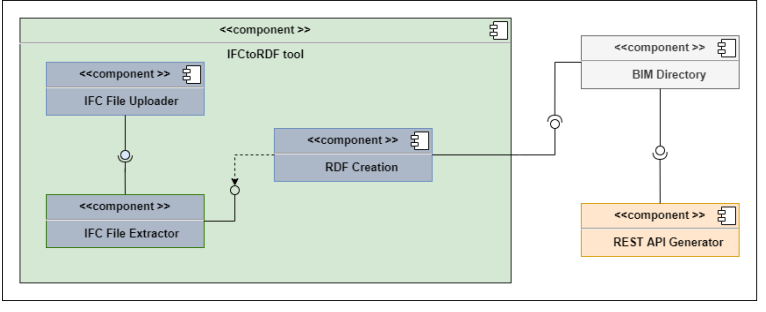 <<component >>
IFCtoRDF tool
<<component >>
IFC File Uploader
<<component >>
RDF Creation
<<component >>
IFC File Extractor
<<component >>
BIM Directory
<<component >>
REST API Generator